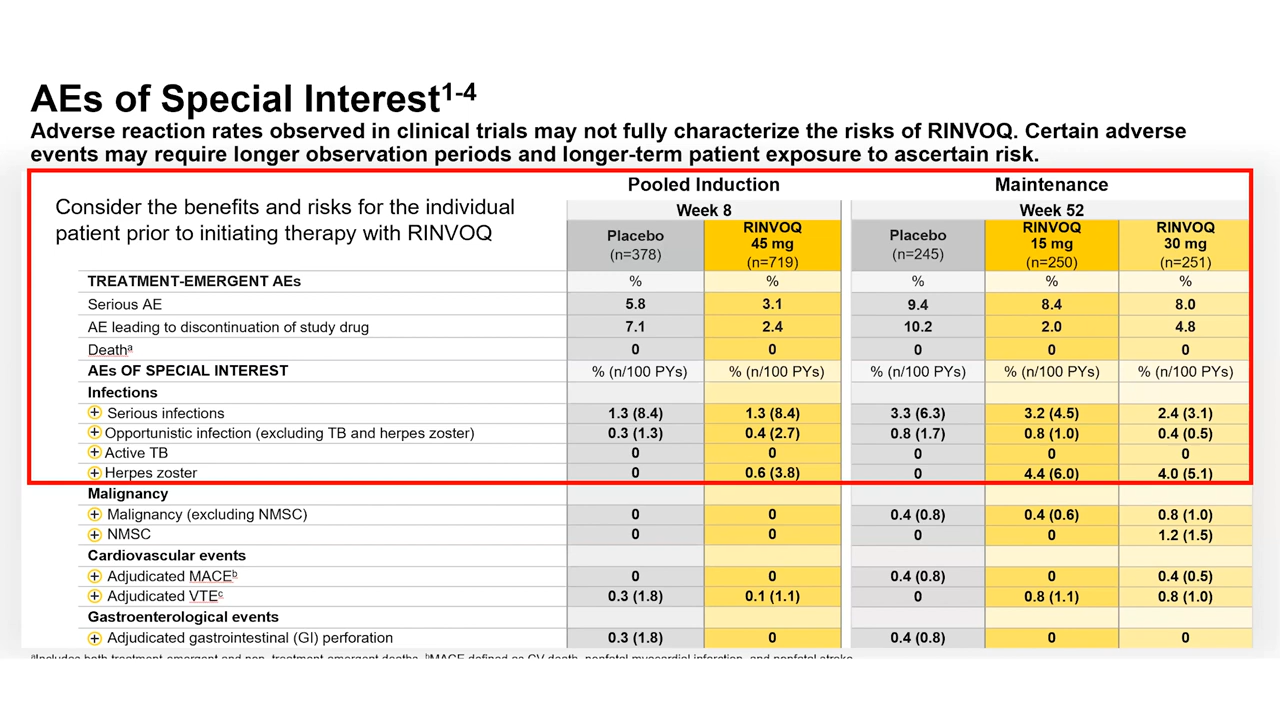 AEs of Special Interest1-4
Adverse reaction rates observed in clinical trials may not fully characterize the risks of RINVOQ. Certain adverse
events may require longer observation periods and longer-term patient exposure to ascertain risk.
Pooled Induction Maintenance
Consider the benefits and risks for the individual
patient prior to initiating therapy with RINVOQ
Week 8 Week 52
Placebo (n=378) RINVOQ 45 mg (n=719) Placebo (n=245) RINVOQ 15 mg (n=250) RINVOQ 30 mg (n=251)
TREATMENT-EMERGENT AEs % % % % %
Serious AE 5.8 3.1 9.4 8.4 8.0
AE leading to discontinuation of study drug 7.1 2.4 10.2 2.0 4.8
Deathᵃ 0 0 0 0 0
AEs OF SPECIAL INTEREST % (n/100 PYs) % (n/100 PYs) % (n/100 PYs) % (n/100 PYs) % (n/100 PYs)
Infections
Serious infections 1.3 (8.4) 1.3 (8.4) 3.3 (6.3) 3.2 (4.5) 2.4 (3.1)
Opportunistic infection (excluding TB and herpes zoster) 0.3 (1.3) 0.4 (2.7) 0.8 (1.7) 0.8 (1.0) 0.4 (0.5)
Active TB 0 0 0 0 0
Herpes zoster 0 0.6 (3.8) 0 4.4 (6.0) 4.0 (5.1)
Malignancy
Malignancy (excluding NMSC) 0 0 0.4 (0.8) 0.4 (0.6) 0.8 (1.0)
NMSC 0 0 0 0 1.2 (1.5)
Cardiovascular events
Adjudicated MACEᵇ 0 0 0.4 (0.8) 0 0.4 (0.5)
Adjudicated VTEᶜ 0.3 (1.8) 0.1 (1.1) 0 0.8 (1.1) 0.8 (1.0)
Gastroenterological events
Adjudicated gastrointestinal (GI) perforation 0.3 (1.8) 0 0.4 (0.8) 0 0